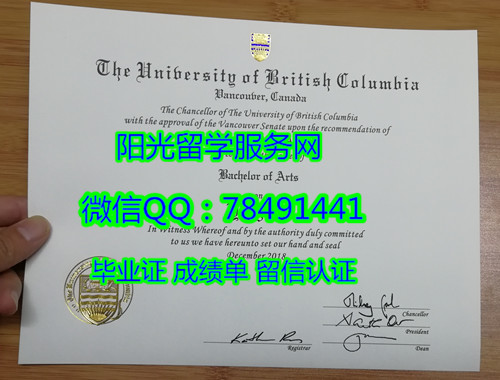 The University of British Columbia
Vancouver, Canada
The Chancellor of The University of British Columbia
with the approval of the Vancouver Senate upon the recommendation of
阳光留学服务网
Bachelor of Arts
微信QQ：78491441
In Witness Whereof and by the authority duly committed
to us we have hereunto set our hand and seal
December 2018
毕业证 成绩单 留信认证
Chancellor
President
Registrar
Dean